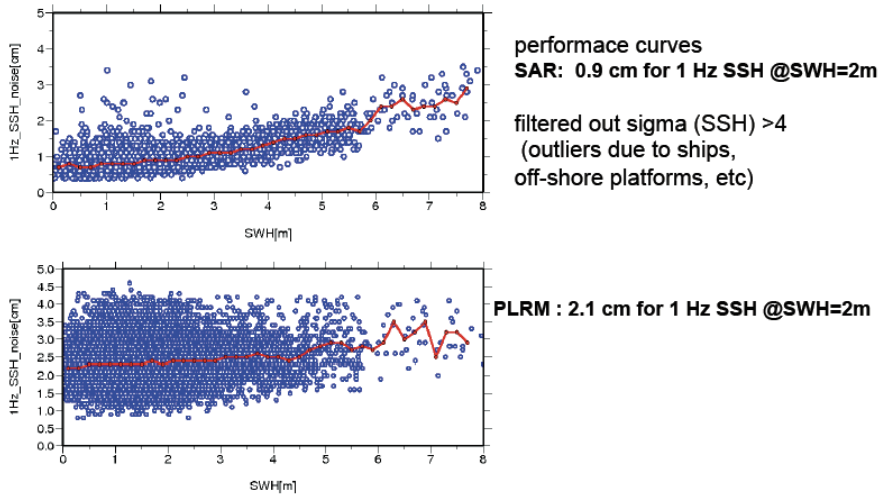 performace curves
SAR: 0.9 cm for 1 Hz SSH @SWH=2m
filtered out sigma (SSH) >4
(outliers due to ships,
off-shore platforms, etc)
5
4
3
2
1
0
1Hz_SSH_noise[cm]
0 1 2 3 4 5 6 7 8
SWH[m]
PLRM : 2.1 cm for 1 Hz SSH @SWH=2m
5.0
4.5
4.0
3.5
3.0
2.5
2.0
1.5
1.0
0.5
0.0
1Hz_SSH_noise[cm]
0 1 2 3 4 5 6 7 8
SWH[m]